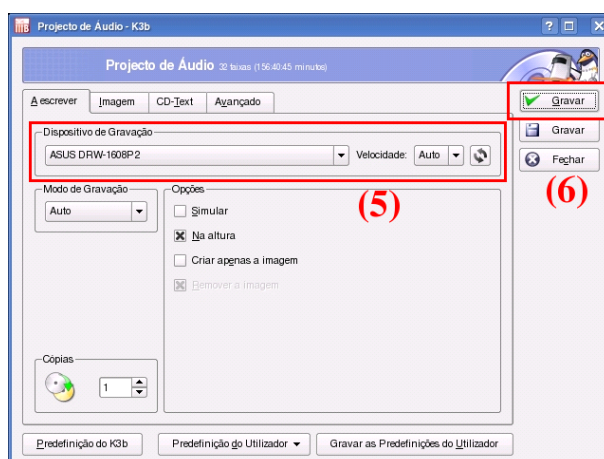 Projecto de Áudio - K3b
Projecto de Áudio 32 faixas (156:40:45 minutos)
A escrever
Imagem
CD-Text
Avançado
Gravar
Gravar
Fechar
(6)
Dispositivo de Gravação
ASUS DRW-1608P2
Velocidade:
Auto
(5)
Modo de Gravação
Auto
Opções
Simular
Na altura
Criar apenas a imagem
Remover a imagem
Cópias
1
Predefinição do K3b
Predefinição do Utilizador
Gravar as Predefinições do Utilizador